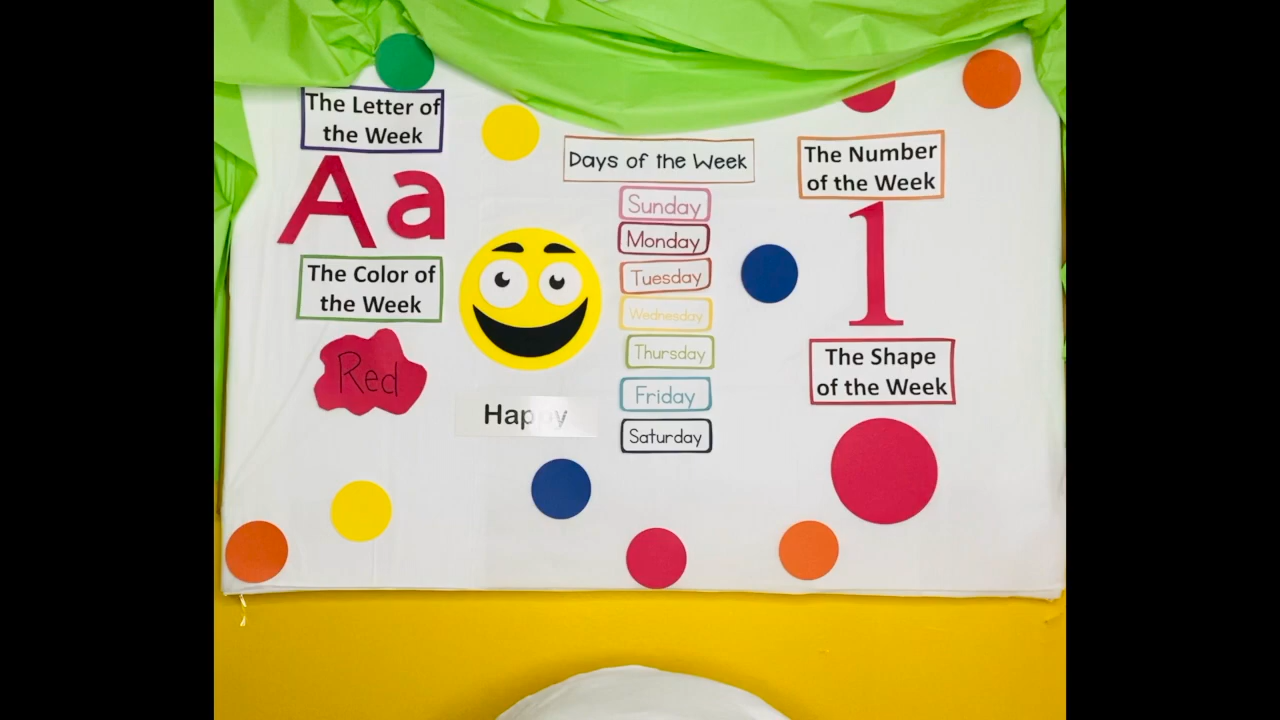 The Letter of
the Week
Aa
The Color of
the Week
Red
Happy
Days of the Week
Sunday
Monday
Tuesday
Wednesday
Thursday
Friday
Saturday
The Number
of the Week
1
The Shape
of the Week